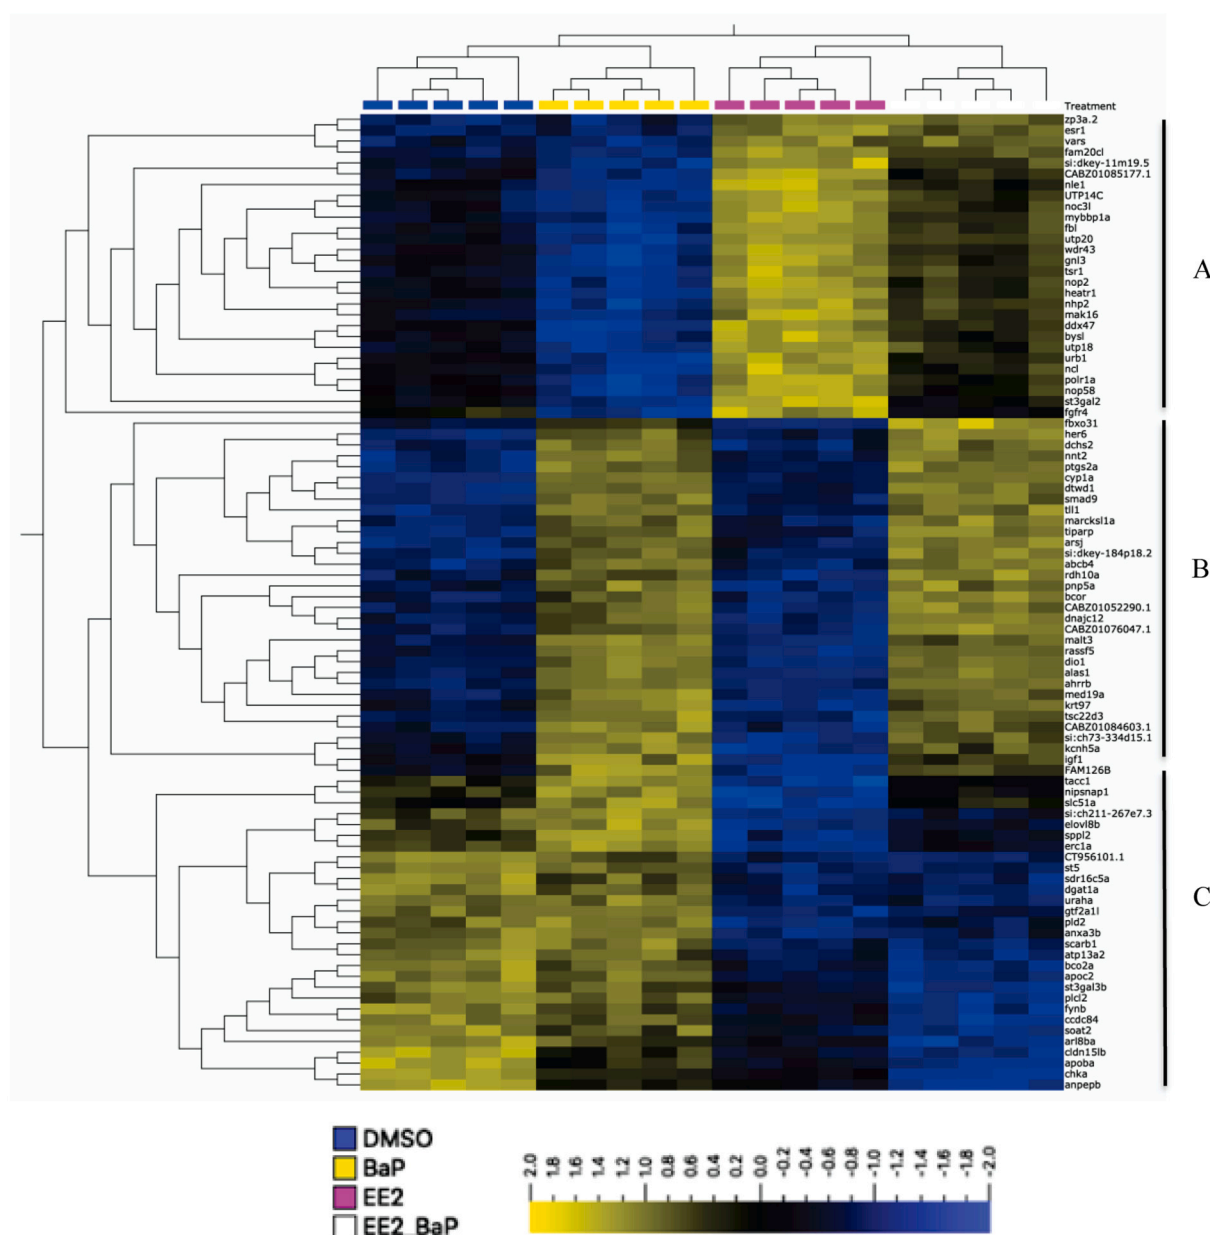 Treatment
zp3a.2
esr1
vars
fam20cl
si:dkey-11m19.5
CABZ01085177.1
nle1
UTP14C
noc3l
mybbp1a
fbl
utp20
wdr43
gnl3
tsr1
nop2
heatr1
nhp2
mak16
ddx47
bysl
utp18
urb1
ncl
polr1a
nop58
st3gal2
fgfr4
A
fbxo31
her6
dchs2
nnt2
ptgs2a
cyp1a
dtwd1
smad9
tll1
marcksl1a
tiparp
arsj
si:dkey-184p18.2
abcb4
rdh10a
pnp5a
bcor
CABZ01052290.1
dnajc12
CABZ01076047.1
malt3
rassf5
dio1
alas1
ahrrb
med19a
krt97
tsc22d3
CABZ01084603.1
si:ch73-334d15.1
kcnh5a
igf1
FAM126B
B
tacc1
nipsnap1
slc51a
si:ch211-267e7.3
elovl8b
sppl2
erc1a
CT956101.1
st5
sdr16c5a
dgat1a
uraha
gtf2a1l
pld2
anxa3b
scarb1
atp13a2
bco2a
apoc2
st3gal3b
plcl2
fynb
ccdc84
soat2
arl8ba
cldn15lb
apoba
chka
anpepb
C
DMSO
BaP
EE2
EE2_BaP
2.0 1.8 1.6 1.4 1.2 1.0 0.8 0.6 0.4 0.2 0.0 -0.2 -0.4 -0.6 -0.8 -1.0 -1.2 -1.4 -1.6 -1.8 -2.0